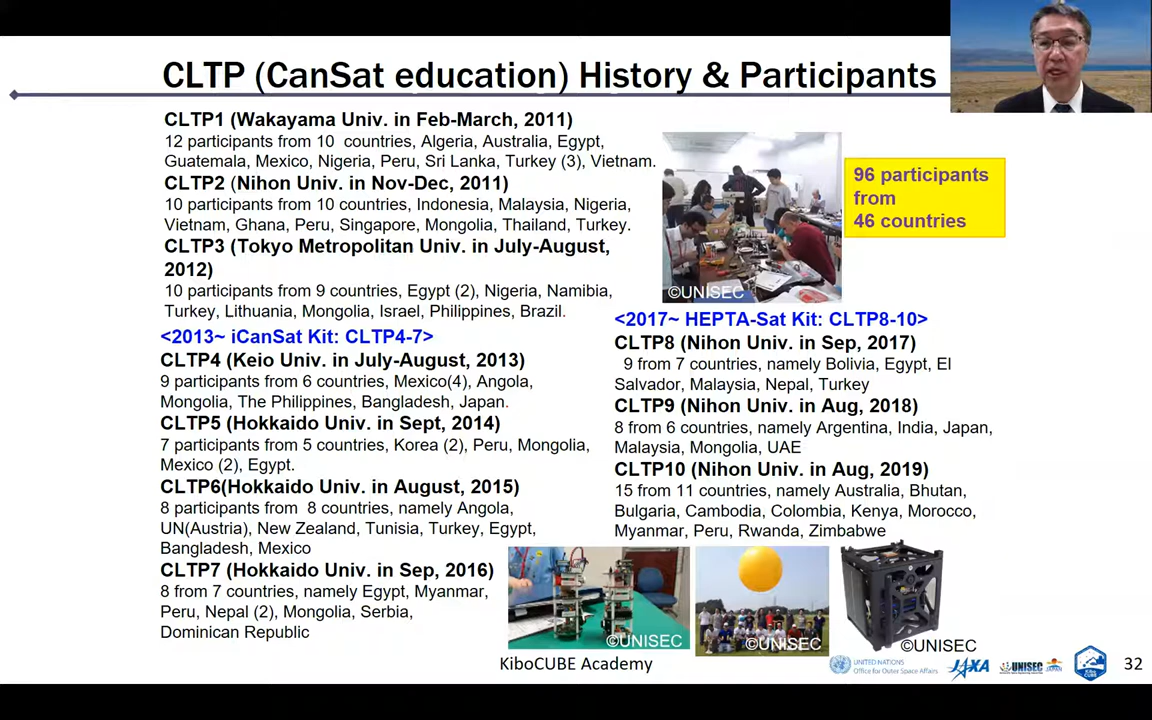 CLTP (CanSat education) History & Participants
CLTP1 (Wakayama Univ. in Feb-March, 2011)
12 participants from 10 countries, Algeria, Australia, Egypt,
Guatemala, Mexico, Nigeria, Peru, Sri Lanka, Turkey (3), Vietnam.
CLTP2 (Nihon Univ. in Nov-Dec, 2011)
10 participants from 10 countries, Indonesia, Malaysia, Nigeria,
Vietnam, Ghana, Peru, Singapore, Mongolia, Thailand, Turkey.
CLTP3 (Tokyo Metropolitan Univ. in July-August,
2012)
10 participants from 9 countries, Egypt (2), Nigeria, Namibia,
Turkey, Lithuania, Mongolia, Israel, Philippines, Brazil.
<2013~ iCanSat Kit: CLTP4-7>
CLTP4 (Keio Univ. in July-August, 2013)
9 participants from 6 countries, Mexico(4), Angola,
Mongolia, The Philippines, Bangladesh, Japan.
CLTP5 (Hokkaido Univ. in Sept, 2014)
7 participants from 5 countries, Korea (2), Peru, Mongolia,
Mexico (2), Egypt.
CLTP6(Hokkaido Univ. in August, 2015)
8 participants from 8 countries, namely Angola,
UN(Austria), New Zealand, Tunisia, Turkey, Egypt,
Bangladesh, Mexico
CLTP7 (Hokkaido Univ. in Sep, 2016)
8 from 7 countries, namely Egypt, Myanmar,
Peru, Nepal (2), Mongolia, Serbia,
Dominican Republic
©UNISEC
96 participants
from
46 countries
<2017~ HEPTA-Sat Kit: CLTP8-10>
CLTP8 (Nihon Univ. in Sep, 2017)
9 from 7 countries, namely Bolivia, Egypt, El
Salvador, Malaysia, Nepal, Turkey
CLTP9 (Nihon Univ. in Aug, 2018)
8 from 6 countries, namely Argentina, India, Japan,
Malaysia, Mongolia, UAE
CLTP10 (Nihon Univ. in Aug, 2019)
15 from 11 countries, namely Australia, Bhutan,
Bulgaria, Cambodia, Colombia, Kenya, Morocco,
Myanmar, Peru, Rwanda, Zimbabwe
©UNISEC
©UNISEC
©UNISEC
KiboCUBE Academy
UNITED NATIONS
Office for Outer Space Affairs
JAXA
UNISEC
32